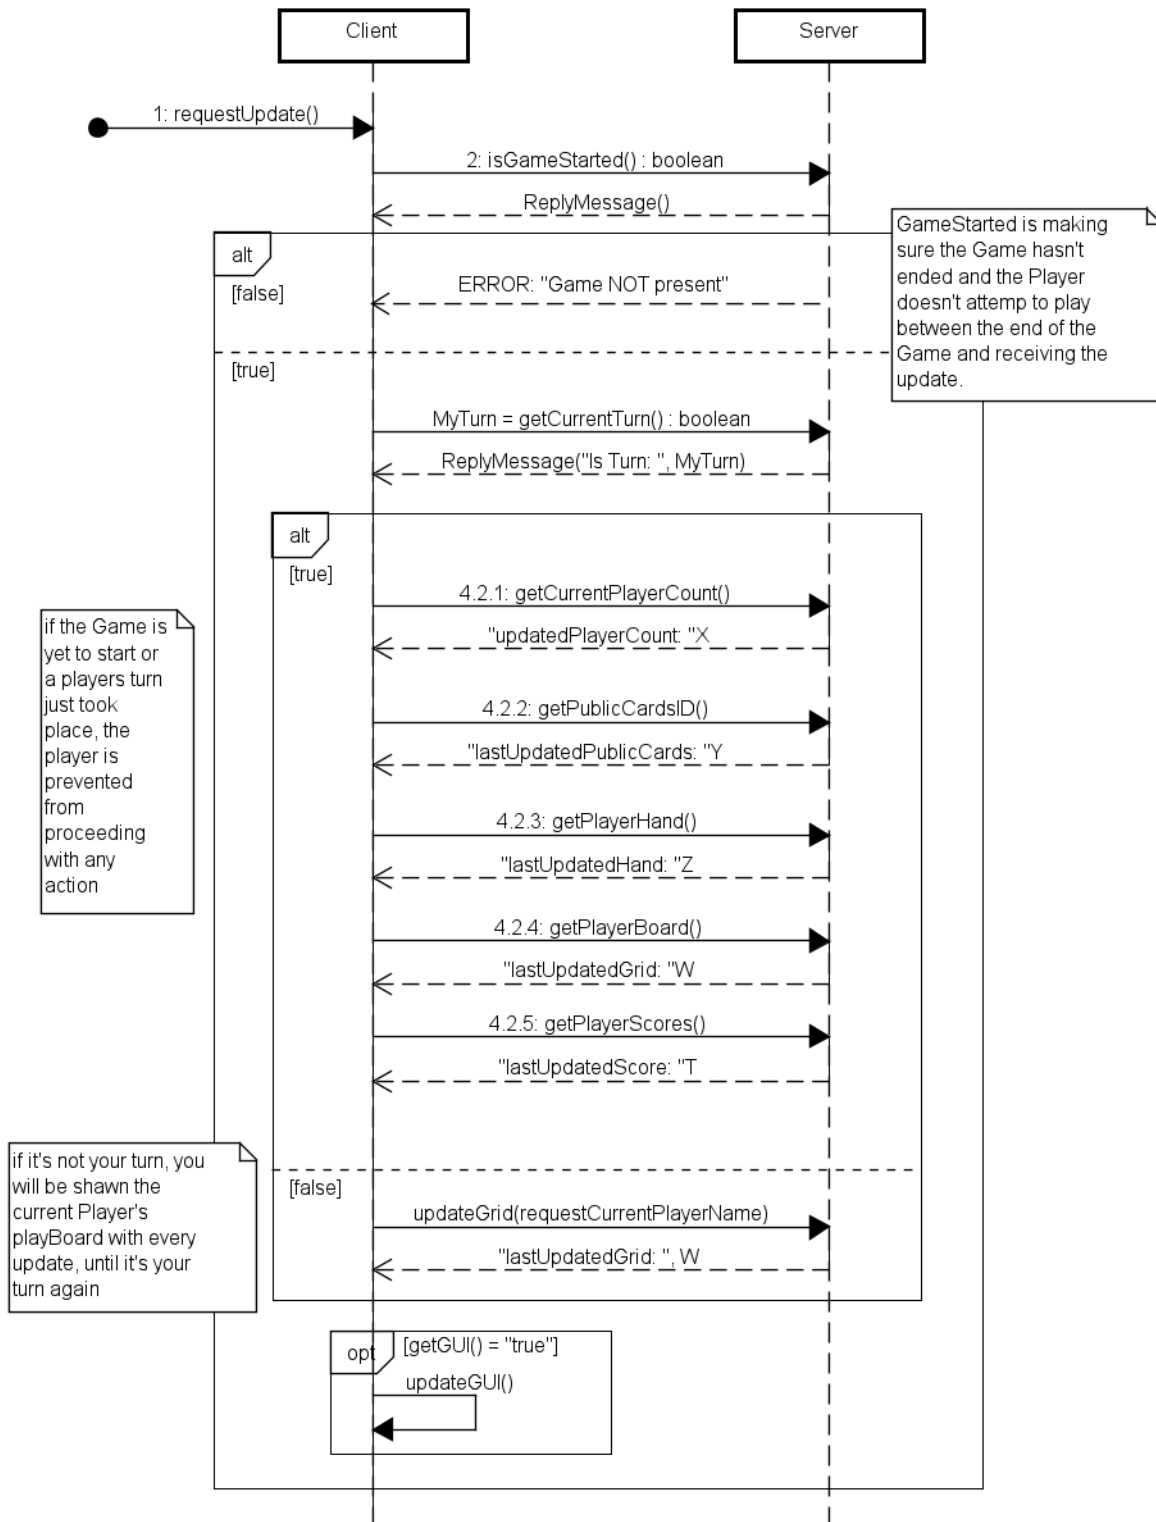 Client
Server
1: requestUpdate()
2: isGameStarted() : boolean
ReplyMessage()
GameStarted is making
sure the Game hasn't
ended and the Player
doesn't attemp to play
between the end of the
Game and receiving the
update.
alt
[false]
ERROR: "Game NOT present"
[true]
MyTurn = getCurrentTurn() : boolean
ReplyMessage("Is Turn: ", MyTurn)
alt
[true]
4.2.1: getCurrentPlayerCount()
"updatedPlayerCount: "X
if the Game is
yet to start or
a players turn
just took
place, the
player is
prevented
from
proceeding
with any
action
4.2.2: getPublicCardsID()
"lastUpdatedPublicCards: "Y
4.2.3: getPlayerHand()
"lastUpdatedHand: "Z
4.2.4: getPlayerBoard()
"lastUpdatedGrid: "W
4.2.5: getPlayerScores()
"lastUpdatedScore: "T
if it's not your turn, you
will be shawn the
current Player's
playBoard with every
update, until it's your
turn again
[false]
updateGrid(requestCurrentPlayerName)
"lastUpdatedGrid: ", W
opt
[getGUI() = "true"]
updateGUI()